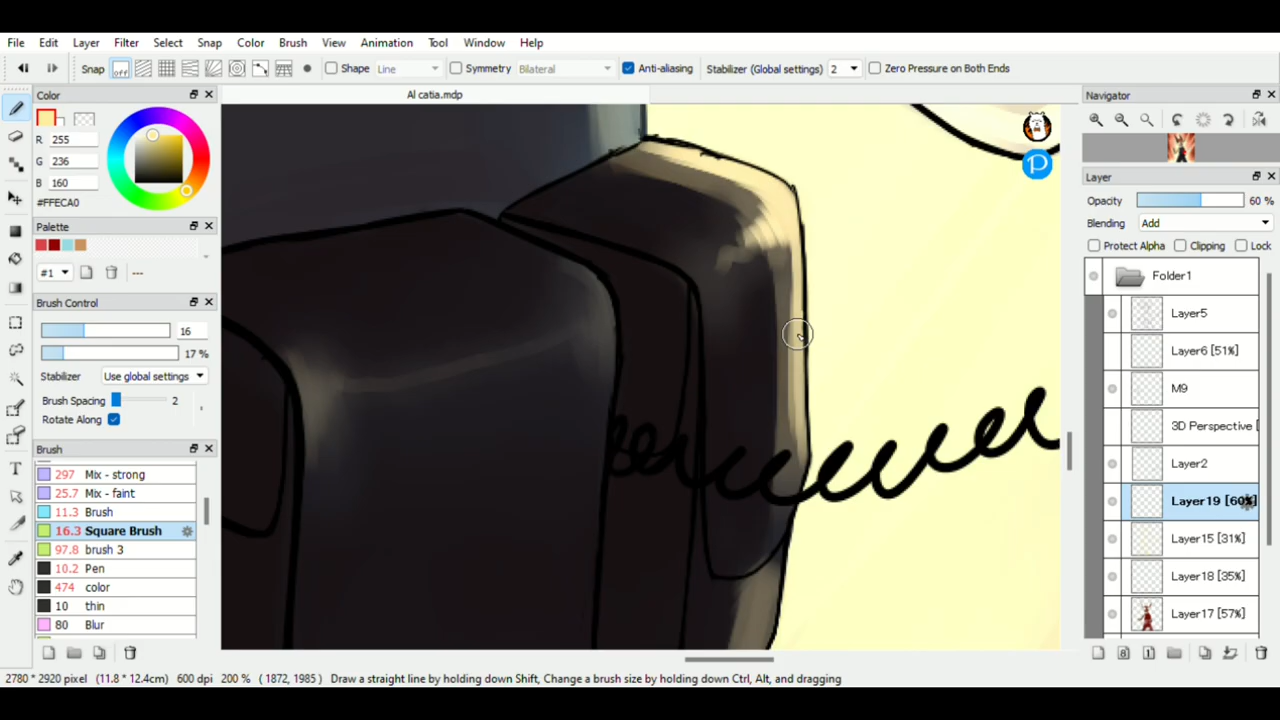 File Edit Layer Filter Select Snap Color Brush View Animation Tool Window Help
Snap off Shape Line Symmetry Bilateral Anti-aliasing Stabilizer (Global settings) 2 Zero Pressure on Both Ends
Color
R 255
G 236
B 160
#FFECA0
Palette
#1 ---
Brush Control
16
17 %
Stabilizer Use global settings
Brush Spacing 2
Rotate Along
Brush
297 Mix - strong
25.7 Mix - faint
11.3 Brush
16.3 Square Brush
97.8 brush 3
10.2 Pen
474 color
10 thin
80 Blur
Al catia.mdp
P
Navigator
Layer
Opacity 60 %
Blending Add
Protect Alpha Clipping Lock
Folder1
Layer5
Layer6 [51%]
M9
3D Perspective [
Layer2
Layer19 [60%]
Layer15 [31%]
Layer18 [35%]
Layer17 [57%]
8 1
2780 * 2920 pixel (11.8 * 12.4cm) 600 dpi 200 % ( 1872, 1985) Draw a straight line by holding down Shift, Change a brush size by holding down Ctrl, Alt, and dragging